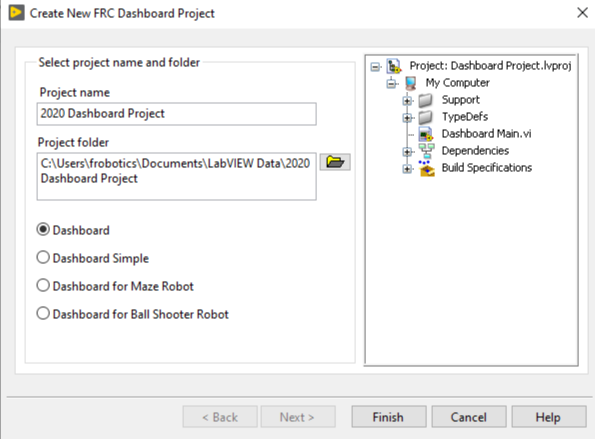 Create New FRC Dashboard Project
Select project name and folder
Project name
2020 Dashboard Project
Project folder
C:\Users\frobotics\Documents\LabVIEW Data\2020
Dashboard Project
Dashboard
Dashboard Simple
Dashboard for Maze Robot
Dashboard for Ball Shooter Robot
Project: Dashboard Project.lvproj
My Computer
Support
TypeDefs
Dashboard Main.vi
Dependencies
Build Specifications
< Back
Next >
Finish
Cancel
Help